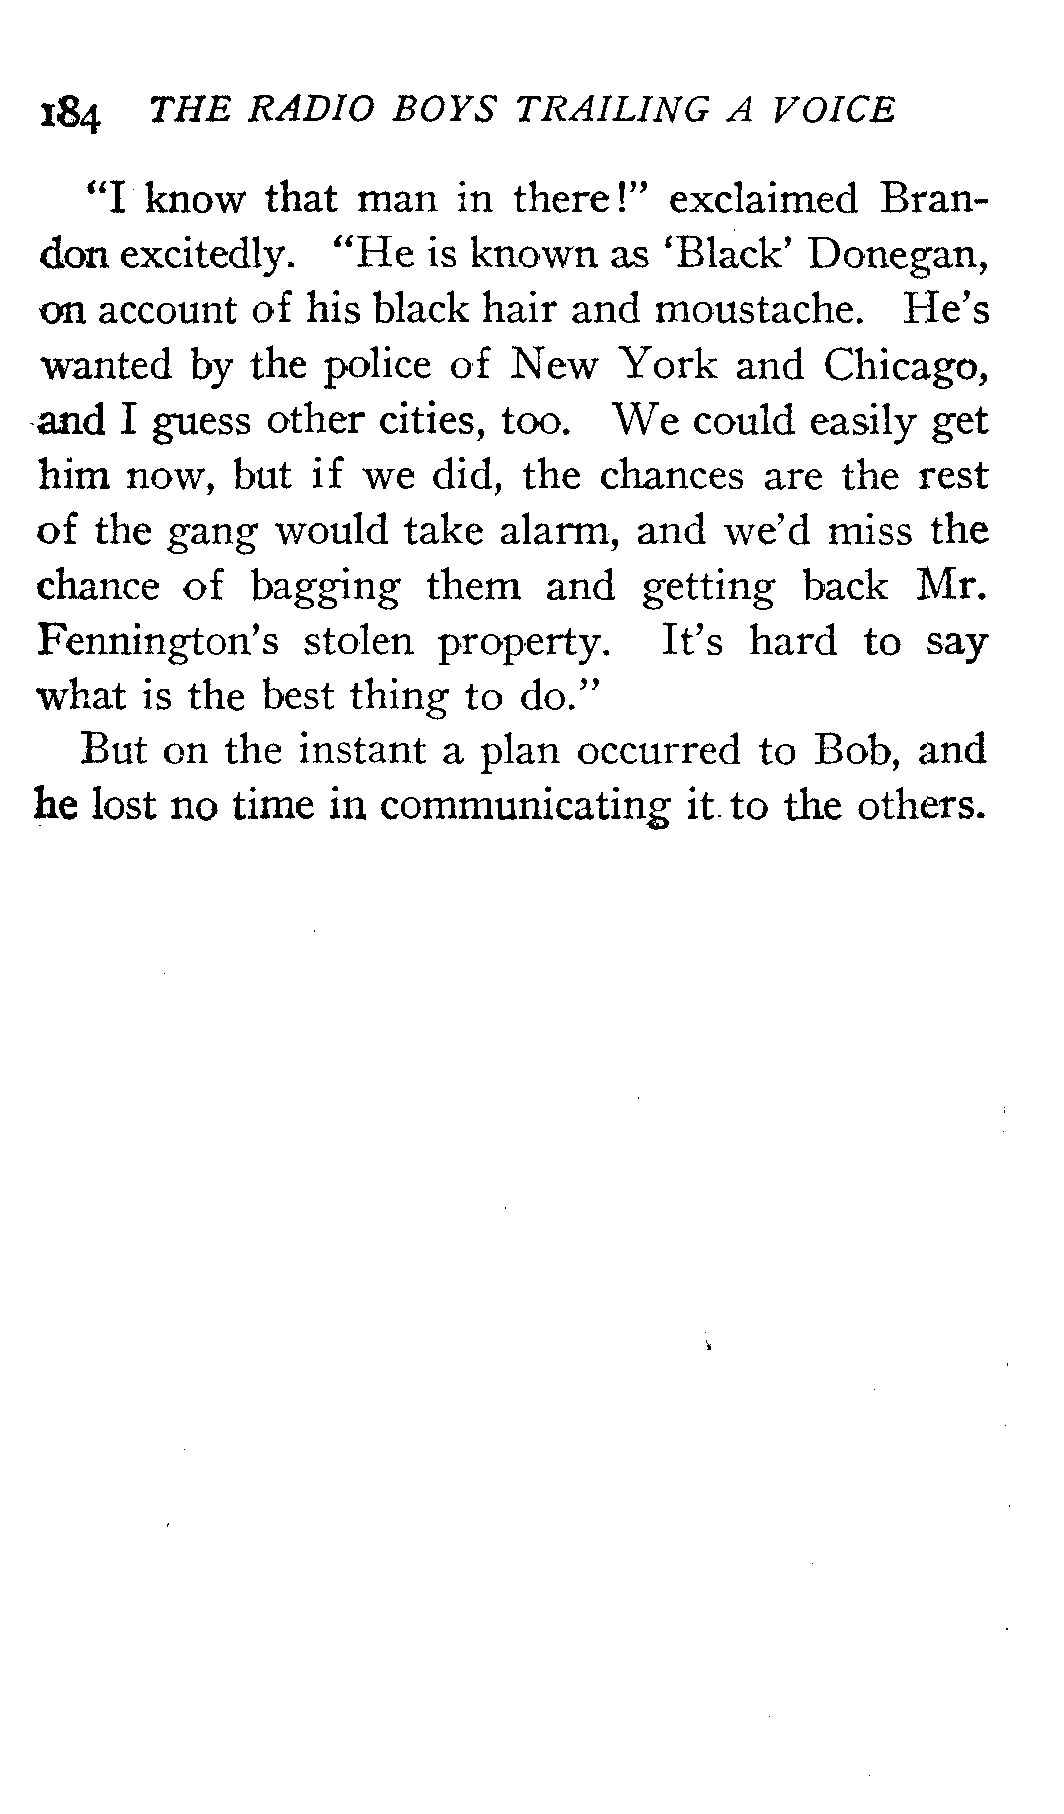 184 THE RADIO BOYS TRAILING A VOICE
"I know that man in there!" exclaimed Bran-
don excitedly. "He is known as 'Black' Donegan,
on account of his black hair and moustache. He's
wanted by the police of New York and Chicago,
and I guess other cities, too. We could easily get
him now, but if we did, the chances are the rest
of the gang would take alarm, and we'd miss the
chance of bagging them and getting back Mr.
Fennington's stolen property. It's hard to say
what is the best thing to do."
But on the instant a plan occurred to Bob, and
he lost no time in communicating it to the others.